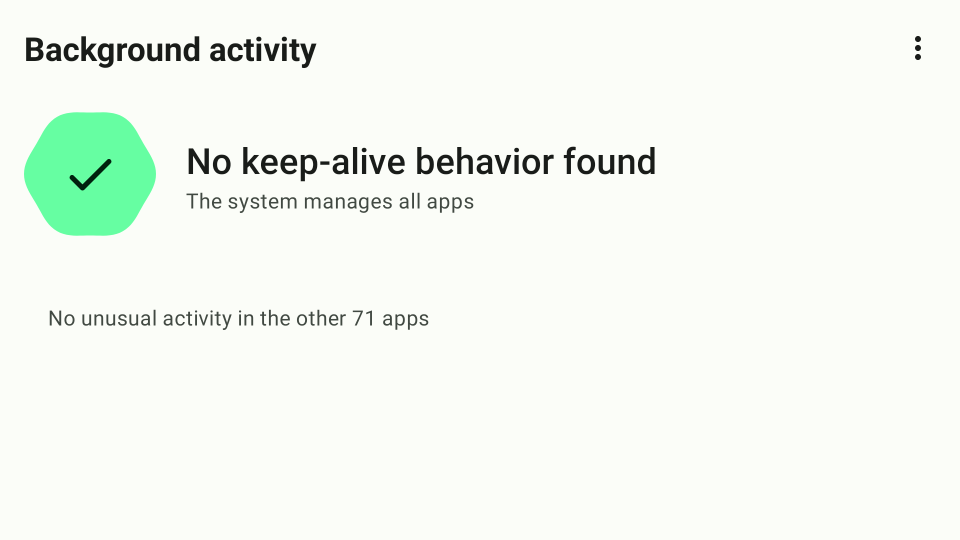 Background activity
No keep-alive behavior found
The system manages all apps
No unusual activity in the other 71 apps